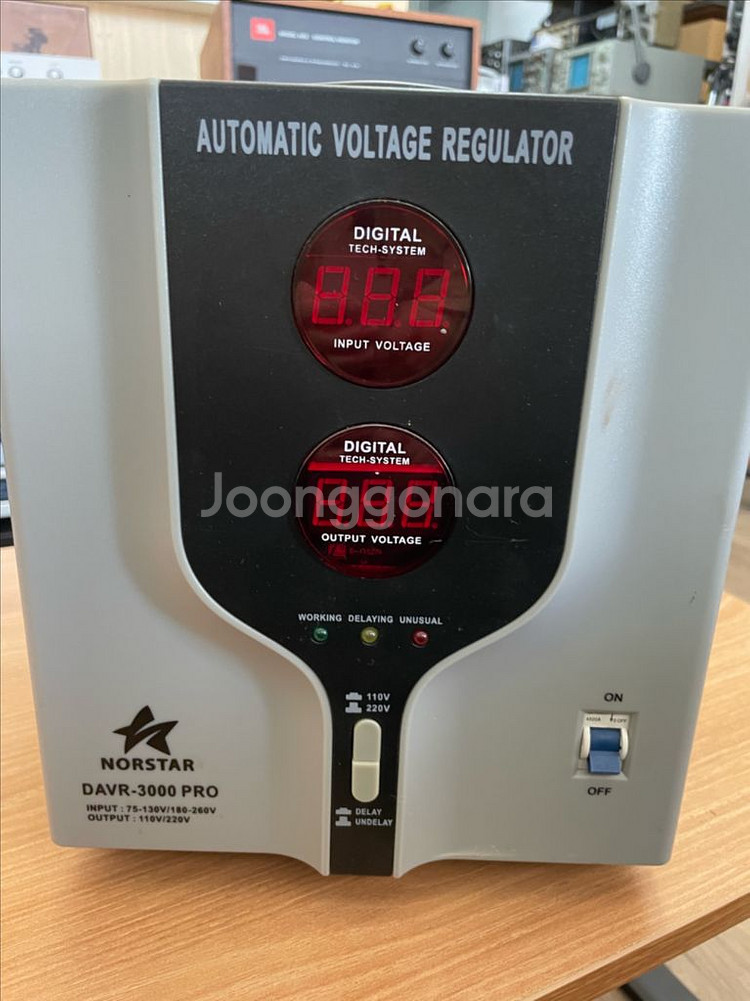 JBL
AUTOMATIC VOLTAGE REGULATOR
DIGITAL
TECH-SYSTEM
INPUT VOLTAGE
DIGITAL
TECH-SYSTEM
Joonggonara
OUTPUT VOLTAGE
WORKING DELAYING UNUSUAL
110V
220V
ON
OFF
NORSTAR
DAVR-3000 PRO
INPUT : 75-130V/180-260V
OUTPUT : 110V/220V
DELAY
UNDELAY